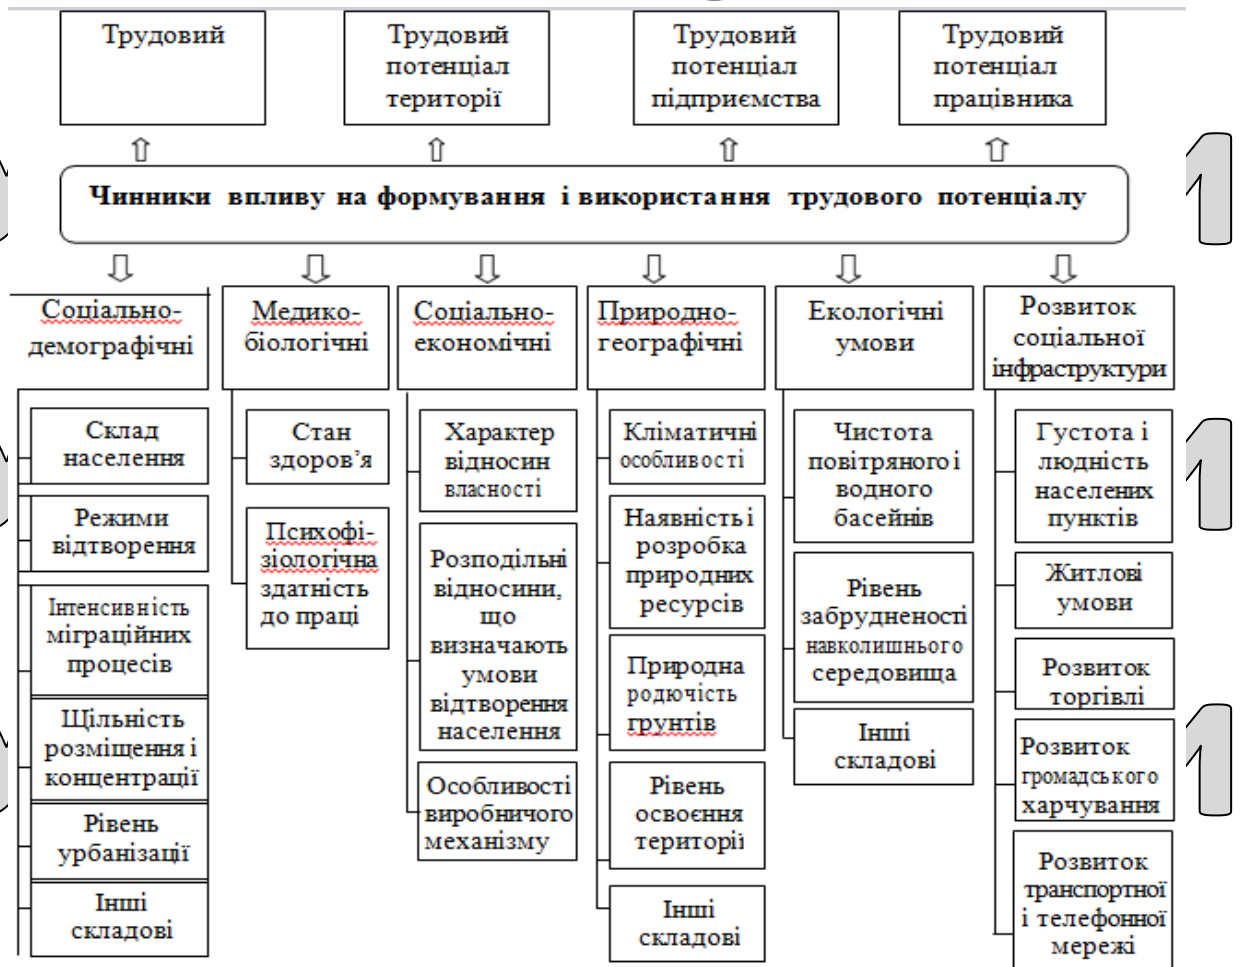 Трудовий
Трудовий
потенціал
території
Трудовий
потенціал
підприємства
Трудовий
потенціал
працівника
Чинники впливу на формування і використання трудового потенціалу
Соціально-
демографічні
Склад
населення
Режими
відтворення
Інтенсивність
міграційних
процесів
Щільність
розміщення і
концентрації
Рівень
урбанізації
Інші
складові
Медико-
біологічні
Стан
здоров’я
Психофі-
зіологічна
здатність
до праці
Соціально-
економічні
Характер
відносин
власності
Розподільні
відносини,
що
визначають
умови
відтворення
населення
Особливості
виробничого
механізму
Природно-
географічні
Кліматичні
особливості
Наявність і
розробка
природних
ресурсів
Природна
родючість
грунтів
Рівень
освоєння
території
Інші
складові
Екологічні
умови
Чистота
повітряного і
водного
басейнів
Рівень
забрудненості
навколишнього
середовища
Інші
складові
Розвиток
соціальної
інфраструктури
Густота і
людність
населених
пунктів
Житлові
умови
Розвиток
торгівлі
Розвиток
громадського
харчування
Розвиток
транспортної
і телефонної
мережі
1
1
1